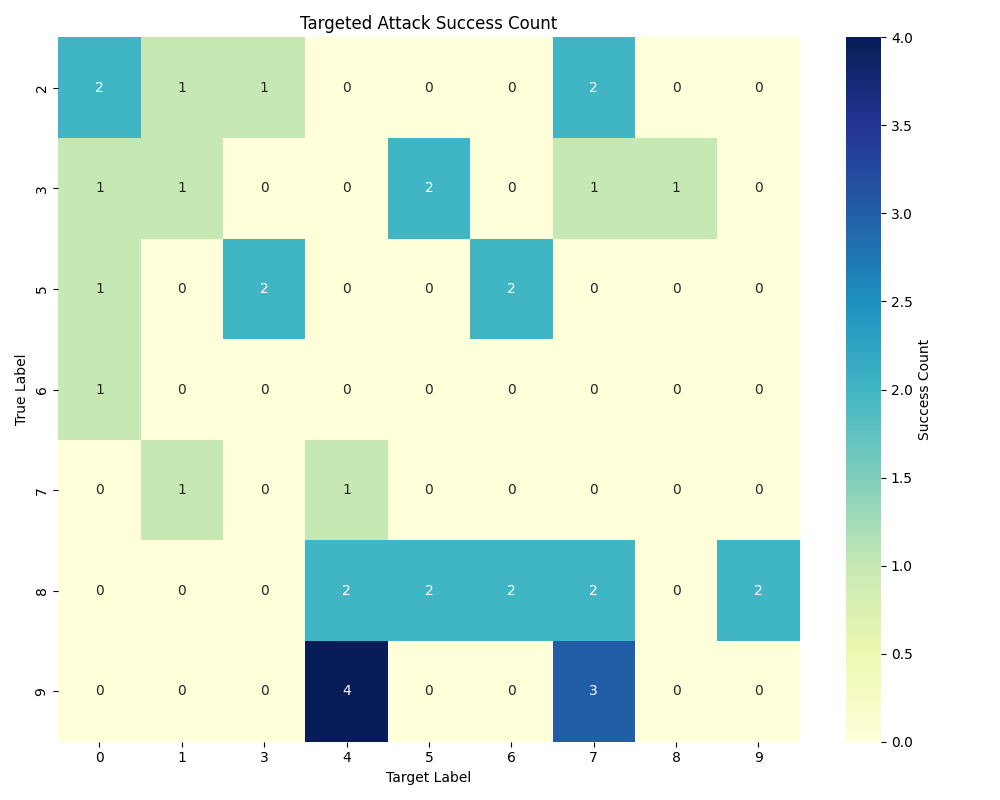 Targeted Attack Success Count
True Label
2 2 1 1 0 0 0 2 0 0
3 1 1 0 0 2 0 1 1 0
5 1 0 2 0 0 2 0 0 0
6 1 0 0 0 0 0 0 0 0
7 0 1 0 1 0 0 0 0 0
8 0 0 0 2 2 2 2 0 2
9 0 0 0 4 0 0 3 0 0
0 1 3 4 5 6 7 8 9
Target Label
4.0
3.5
3.0
2.5
2.0
1.5
1.0
0.5
0.0
Success Count